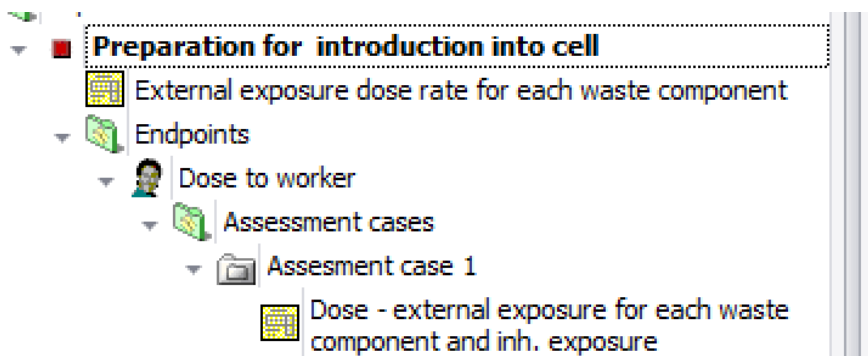 Preparation for introduction into cell
External exposure dose rate for each waste component
Endpoints
Dose to worker
Assessment cases
Assesment case 1
Dose - external exposure for each waste
component and inh. exposure